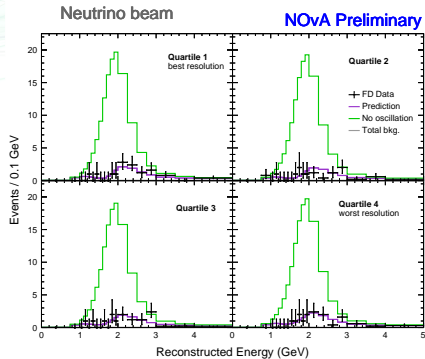 Neutrino beam
NOvA Preliminary
Events / 0.1 GeV
20
15
10
5
0
Quartile 1
best resolution
Quartile 2
FD Data
Prediction
No oscillation
Total bkg.
20
15
10
5
0
Quartile 3
Quartile 4
worst resolution
0 1 2 3 4 0 1 2 3 4 5
Reconstructed Energy (GeV)